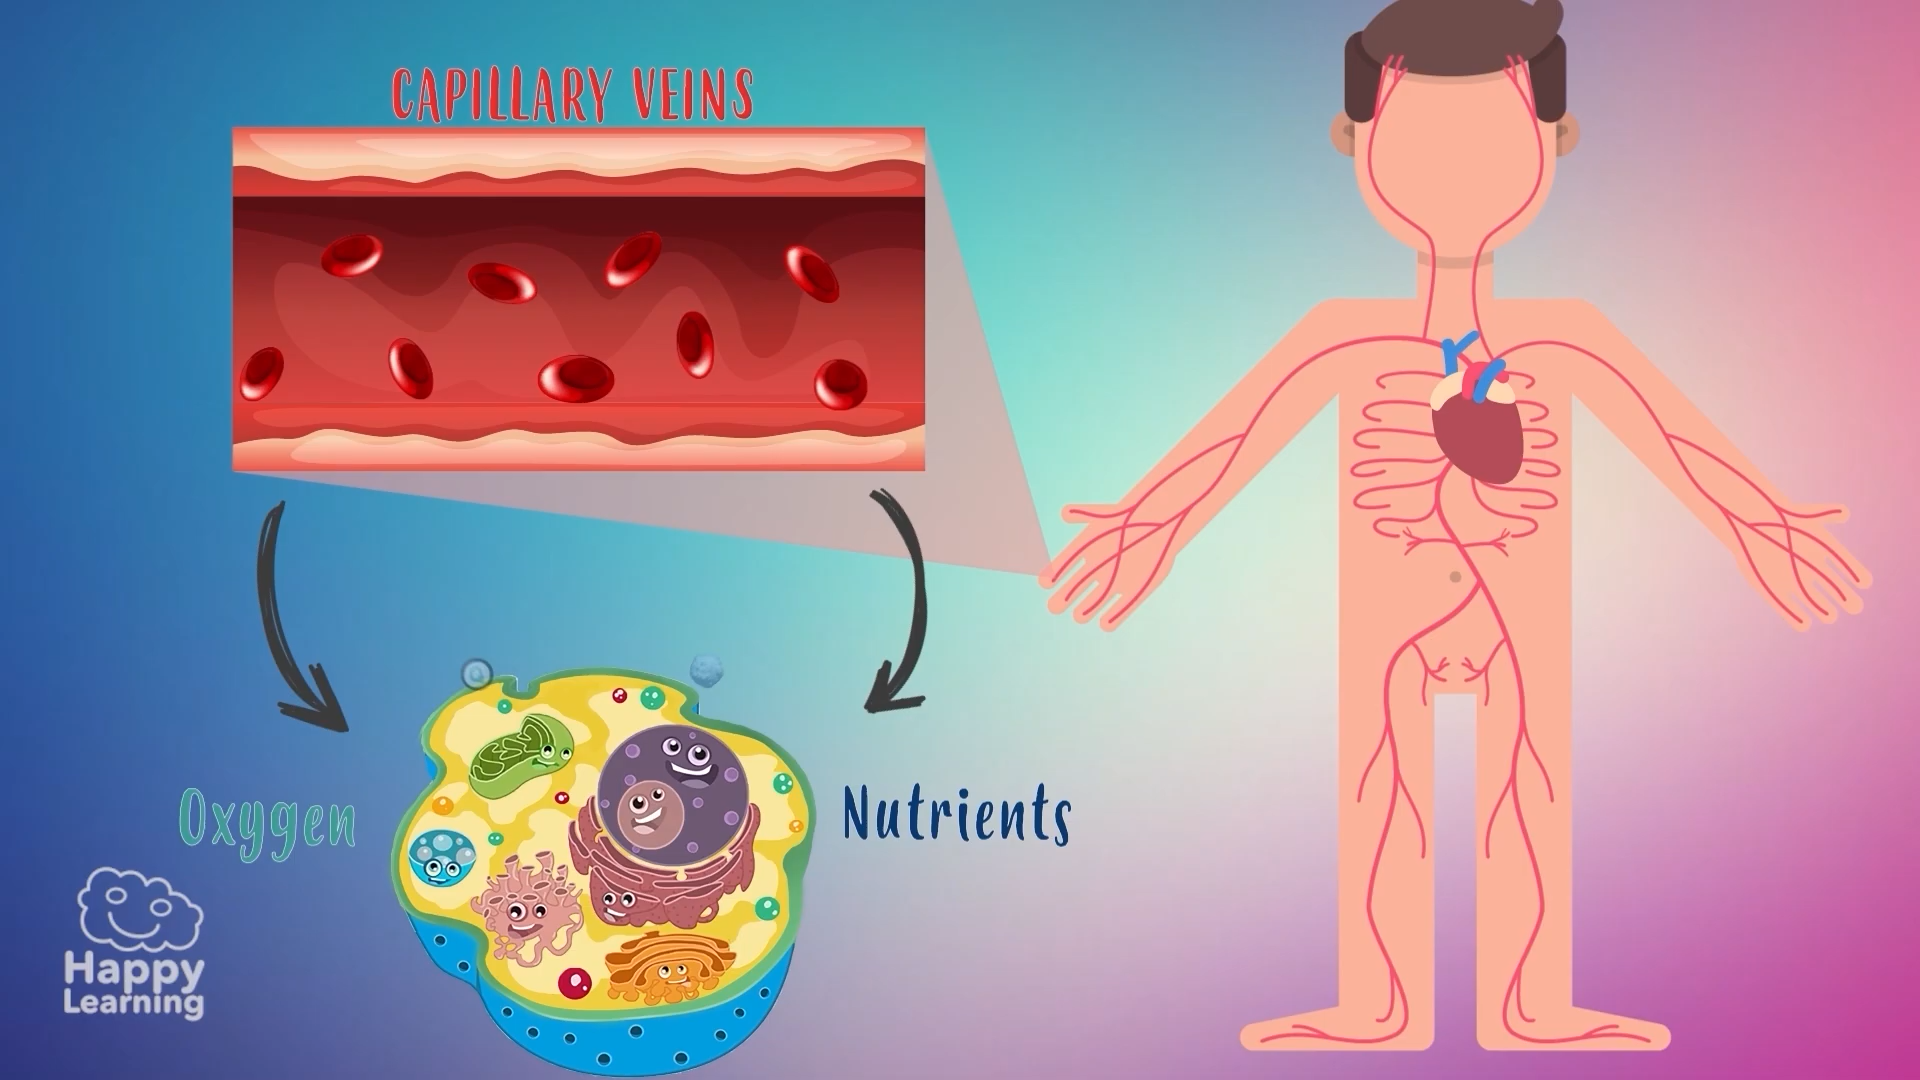 CAPILLARY VEINS
Oxygen
Nutrients
Happy
Learning